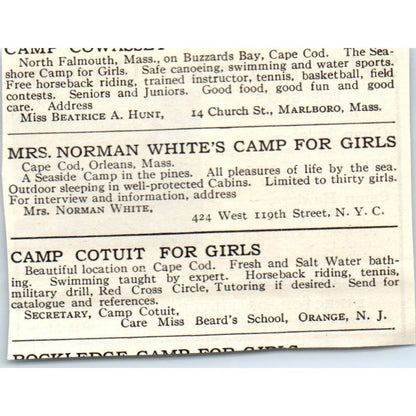 CAMP COWASSET
North Falmouth, Mass., on Buzzards Bay, Cape Cod. The Sea-
shore Camp for Girls. Safe canoeing, swimming and water sports.
Free horseback riding, trained instructor, tennis, basketball, field
contests. Seniors and Juniors. Good food, good fun and good
care. Address
Miss BEATRICE A. HUNT, 14 Church St., MARLBORO, Mass.
MRS. NORMAN WHITE'S CAMP FOR GIRLS
Cape Cod, Orleans, Mass.
A Seaside Camp in the pines. All pleasures of life by the sea.
Outdoor sleeping in well-protected Cabins. Limited to thirty girls.
For interview and information, address
Mrs. NORMAN WHITE, 424 West 119th Street, N. Y. C.
CAMP COTUIT FOR GIRLS
Beautiful location on Cape Cod. Fresh and Salt Water bath-
ing. Swimming taught by expert. Horseback riding, tennis,
military drill, Red Cross Circle, Tutoring if desired. Send for
catalogue and references.
SECRETARY, Camp Cotuit,
Care Miss Beard's School, ORANGE, N. J.
ROCKLEDGE CAMP FOR GIRLS